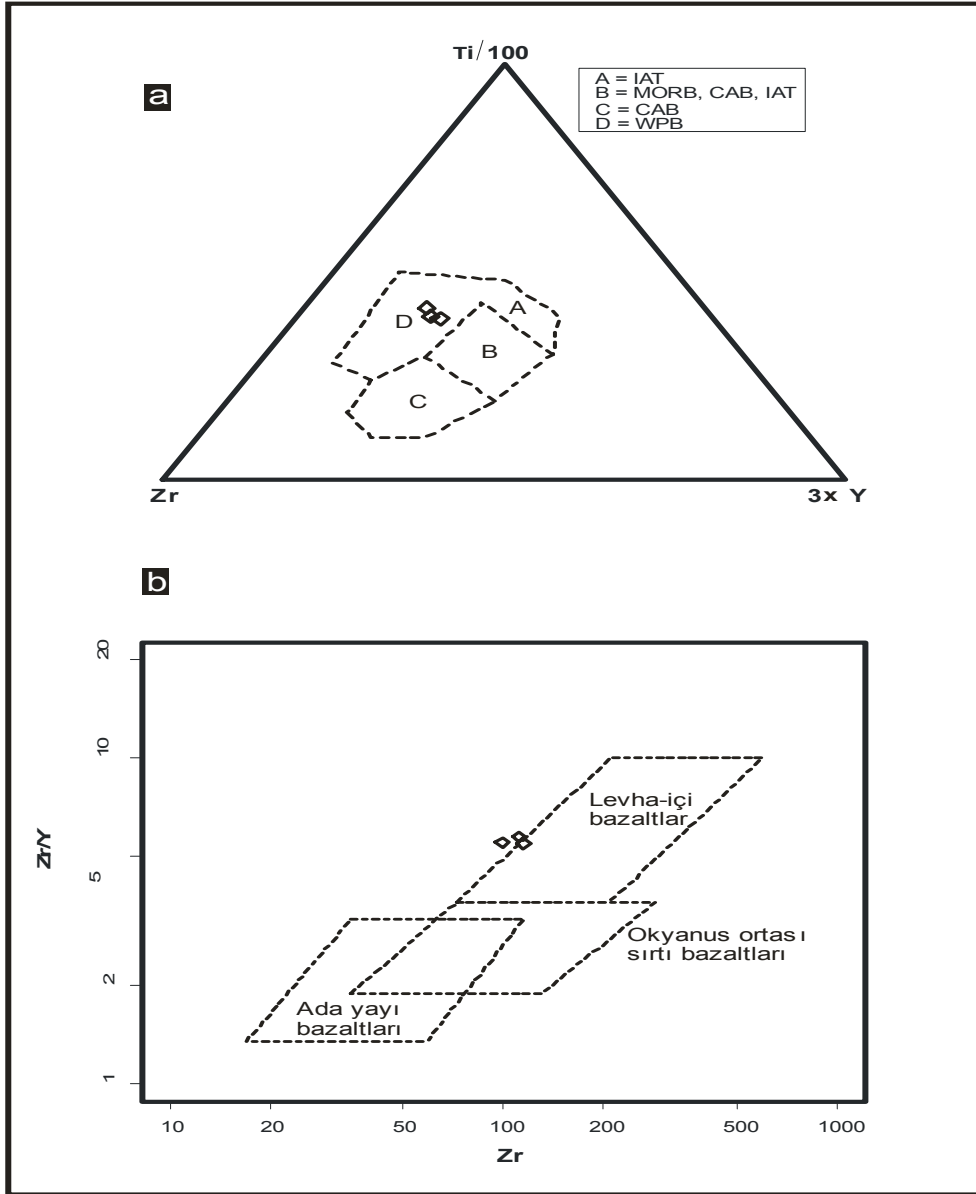 Ti/100
a
A = IAT
B = MORB, CAB, IAT
C = CAB
D = WPB
A
D
B
C
Zr
3x Y
b
20
10
5
2
1
Zr/Y
Levha-içi
bazaltlar
Okyanus ortası
sırtı bazaltları
Ada yayı
bazaltları
10
20
50
100
200
500
1000
Zr